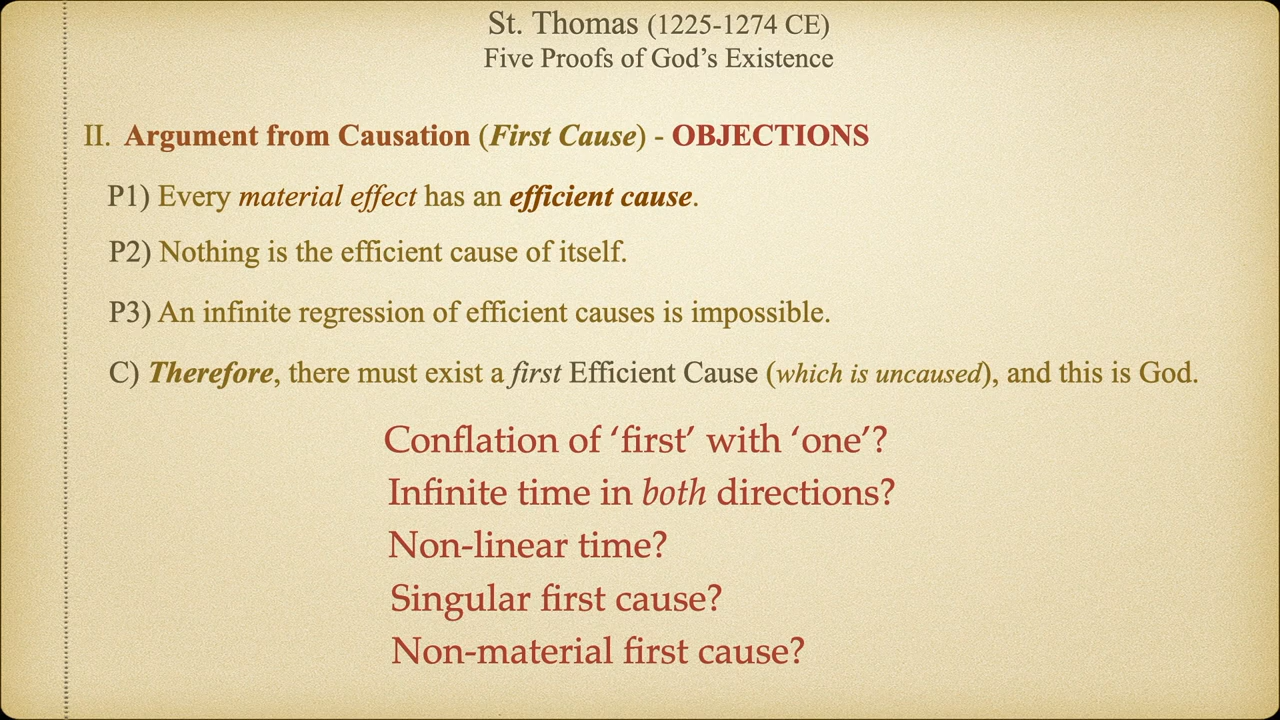 St. Thomas (1225-1274 CE)
Five Proofs of God’s Existence
II. Argument from Causation (First Cause) - OBJECTIONS
P1) Every material effect has an efficient cause.
P2) Nothing is the efficient cause of itself.
P3) An infinite regression of efficient causes is impossible.
C) Therefore, there must exist a first Efficient Cause (which is uncaused), and this is God.
Conflation of ‘first’ with ‘one’?
Infinite time in both directions?
Non-linear time?
Singular first cause?
Non-material first cause?